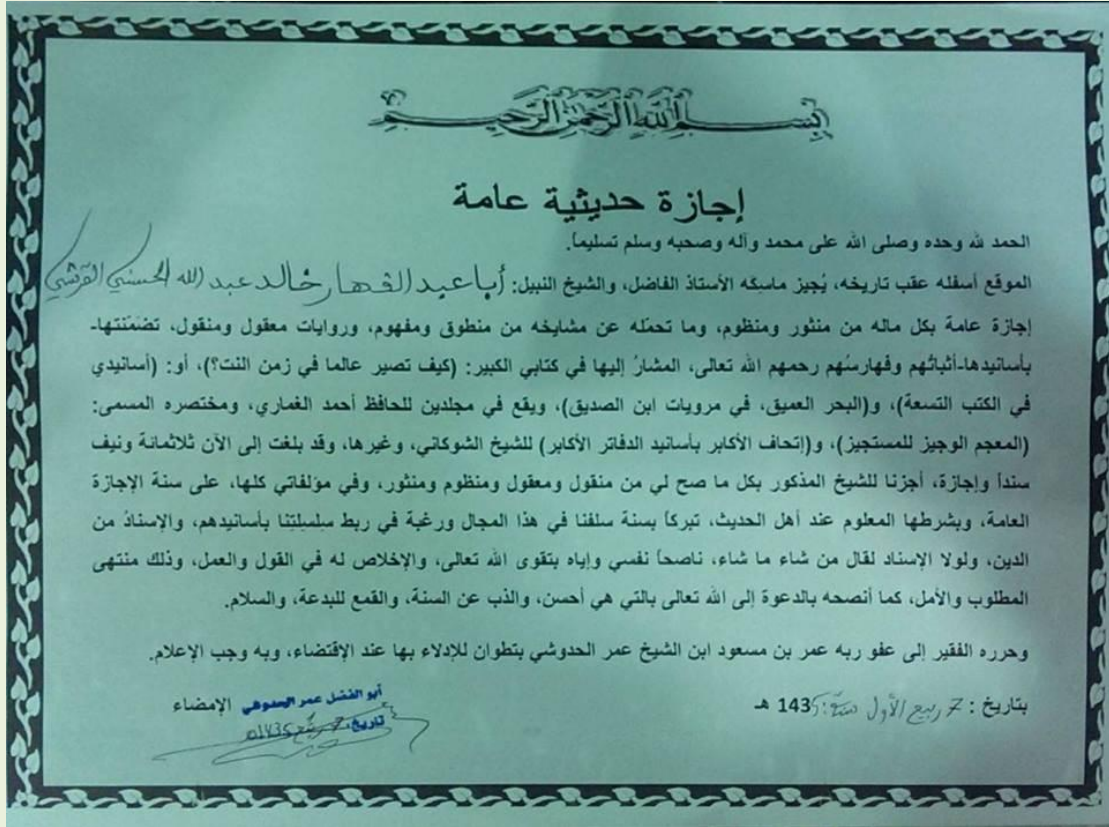 بسم الله الرحمن الرحيم
إجازة حديثية عامة
الحمد لله وحده وصلى الله على محمد وآله وصحبه وسلم تسليماً.
الموقع أسفله عقب تاريخه، يُجيز ماسكَه الأستاذ الفاضل، والشيخ النبيل: أبا عبد القهار خالد عبد الله الحسني القرشي
إجازة عامة بكل ماله من منثور ومنظوم، وما تحمّله عن مشايخه من منطوق ومفهوم، وروايات معقول ومنقول، تضمّنتها-
بأسانيدها-أثباتُهم وفهارسُهم رحمهم الله تعالى، المشارُ إليها في كتابي الكبير: (كيف تصير عالما في زمن النت؟)، أو: (أسانيدي
في الكتب التسعة)، و(البحر العميق، في مرويات ابن الصديق)، ويقع في مجلدين للحافظ أحمد الغماري، ومختصره المسمى:
(المعجم الوجيز للمستجيز)، و(إتحاف الأكابر بأسانيد الدفاتر الأكابر) للشيخ الشوكاني، وغيرها، وقد بلغت إلى الآن ثلاثمائة ونيف
سنداً وإجازة، أجزنا للشيخ المذكور بكل ما صح لي من منقول ومعقول ومنظوم ومنثور، وفي مؤلفاتي كلها، على سنة الإجازة
العامة، وبشرطها المعلوم عند أهل الحديث، تبركاً بسنة سلفنا في هذا المجال ورغبة في ربط سلسلتِنا بأسانيدهم، والإسنادُ من
الدين، ولولا الإسناد لقال من شاء ما شاء، ناصحاً نفسي وإياه بتقوى الله تعالى، والإخلاص له في القول والعمل، وذلك منتهى
المطلوب والأمل، كما أنصحه بالدعوة إلى الله تعالى بالتي هي أحسن، والذب عن السنة، والقمع للبدعة، والسلام.
وحرره الفقير إلى عفو ربه عمر بن مسعود ابن الشيخ عمر الحدوشي بتطوان للإدلاء بها عند الإقتضاء، وبه وجب الإعلام.
بتاريخ : 7 ربيع الأول سنة: 1435 هـ
الإمضاء
أبو الفضل عمر الحدوشي
تاريخ: 7 ربيع 1435